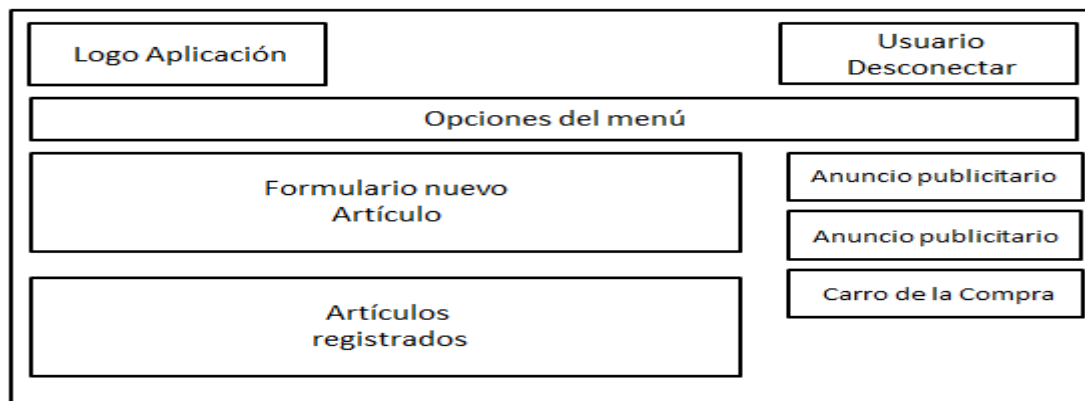 Logo Aplicación
Usuario
Desconectar
Opciones del menú
Formulario nuevo
Artículo
Anuncio publicitario
Anuncio publicitario
Carro de la Compra
Artículos
registrados